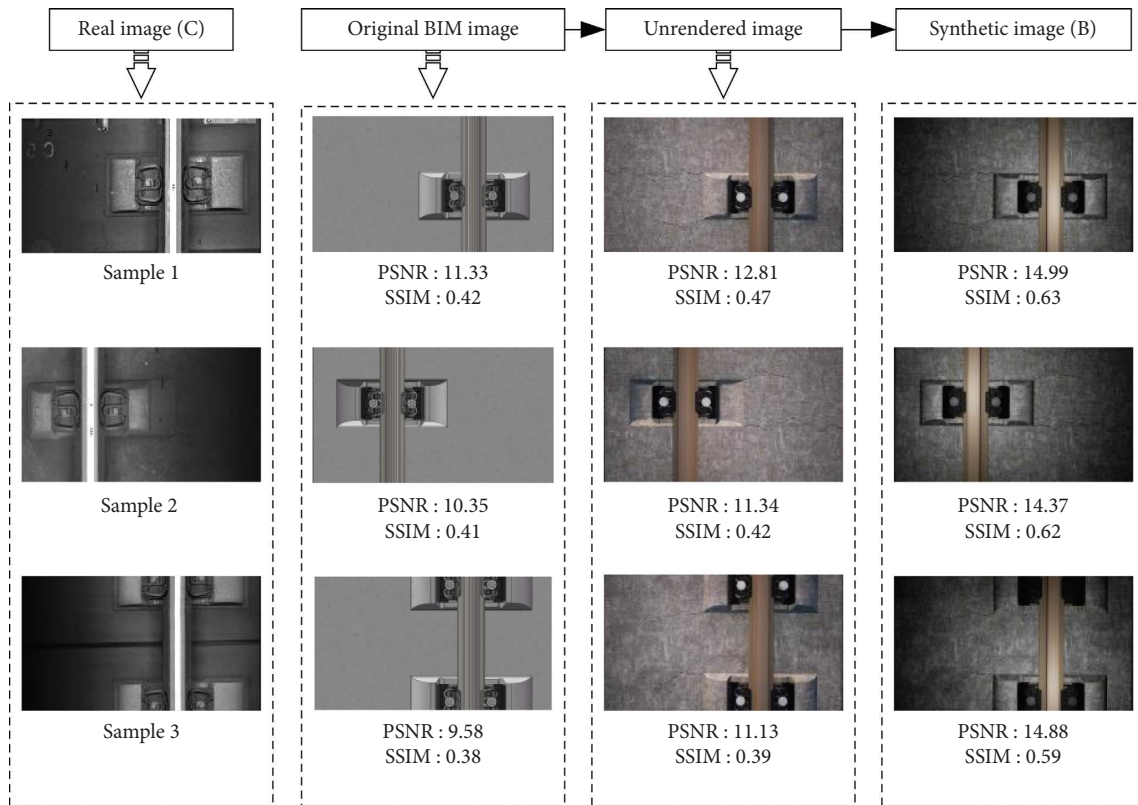 Real image (C)
Original BIM image
Unrendered image
Synthetic image (B)
Sample 1
PSNR : 11.33
SSIM : 0.42
PSNR : 12.81
SSIM : 0.47
PSNR : 14.99
SSIM : 0.63
Sample 2
PSNR : 10.35
SSIM : 0.41
PSNR : 11.34
SSIM : 0.42
PSNR : 14.37
SSIM : 0.62
Sample 3
PSNR : 9.58
SSIM : 0.38
PSNR : 11.13
SSIM : 0.39
PSNR : 14.88
SSIM : 0.59